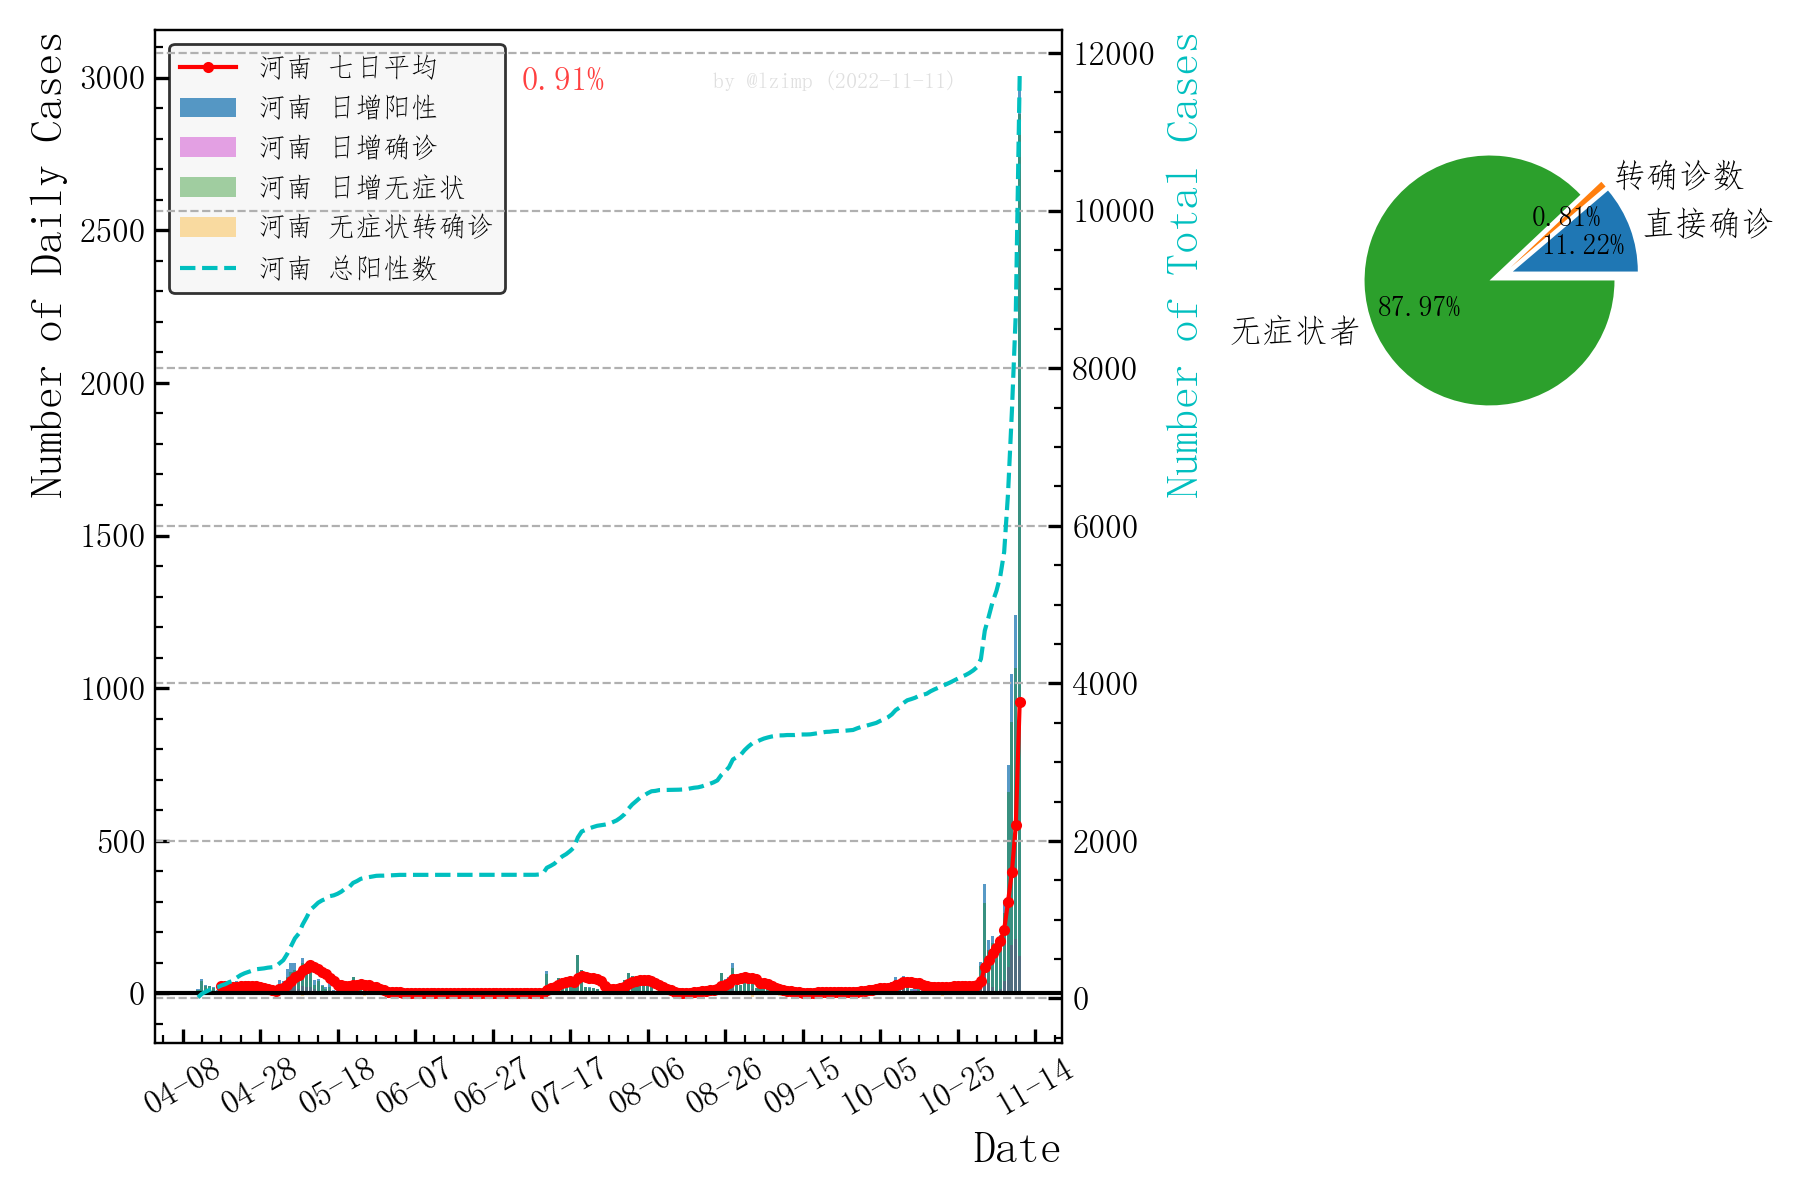 Number of Daily Cases
3000
2500
2000
1500
1000
500
0
河南 七日平均
河南 日增阳性
河南 日增确诊
河南 日增无症状
河南 无症状转确诊
河南 总阳性数
0.91%
by @lzimp (2022-11-11)
12000
10000
8000
6000
4000
2000
0
Number of Total Cases
04-08
04-28
05-18
06-07
06-27
07-17
08-06
08-26
09-15
10-05
10-25
11-14
Date
转确诊数
0.81%
直接确诊
11.22%
87.97%
无症状者